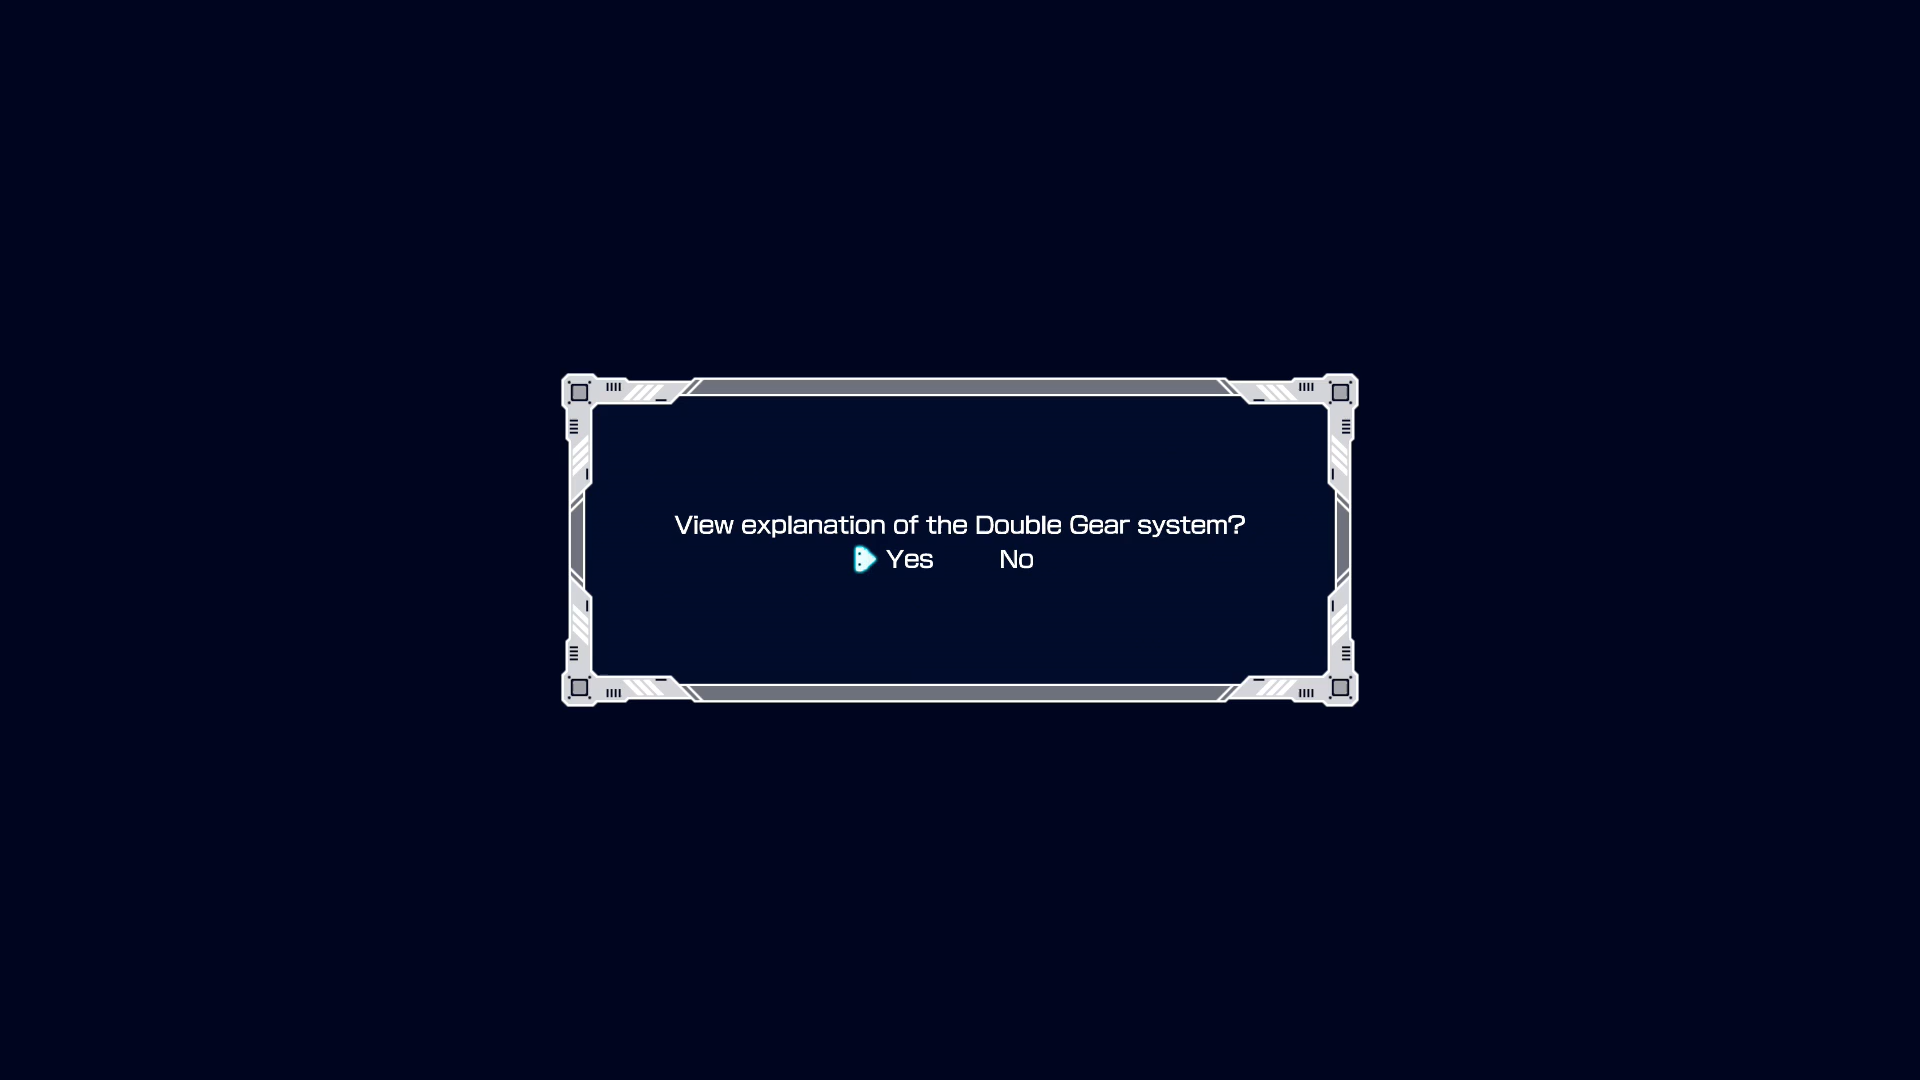 View explanation of the Double Gear system?
Yes No